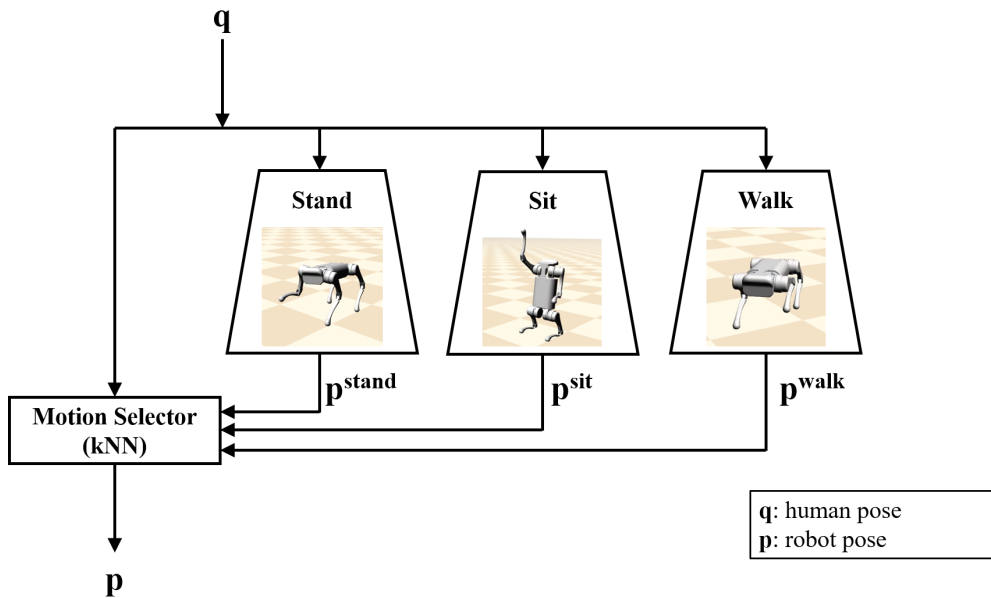 q
Stand
Sit
Walk
p^stand
p^sit
p^walk
Motion Selector
(kNN)
q: human pose
p: robot pose
p